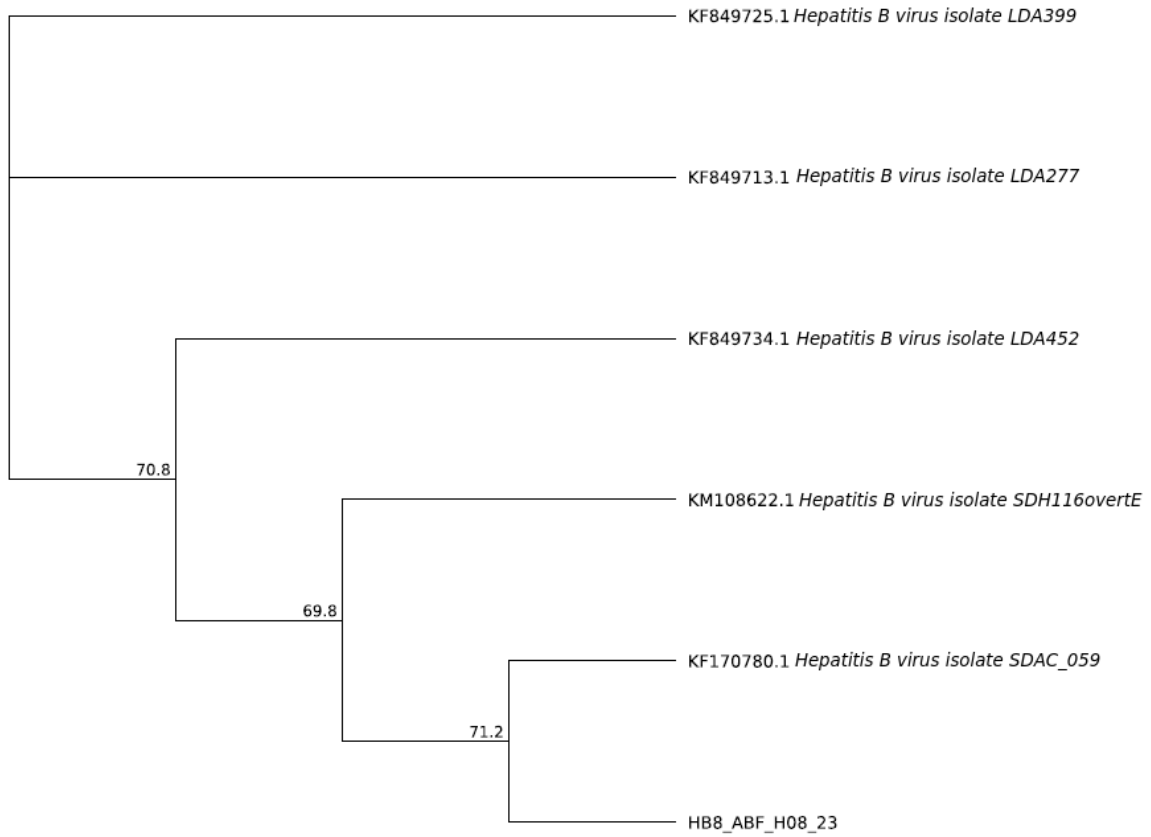 KF849725.1 Hepatitis B virus isolate LDA399
KF849713.1 Hepatitis B virus isolate LDA277
KF849734.1 Hepatitis B virus isolate LDA452
70.8
KM108622.1 Hepatitis B virus isolate SDH116overtE
69.8
KF170780.1 Hepatitis B virus isolate SDAC_059
71.2
HB8_ABF_H08_23